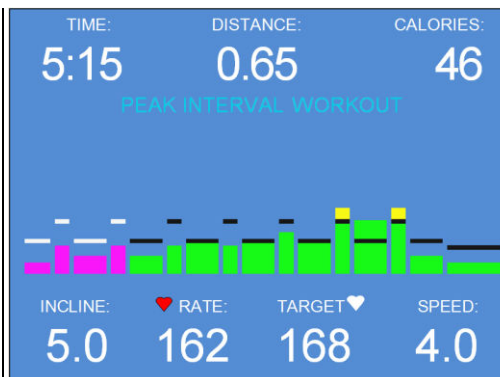 TIME: DISTANCE: CALORIES:
5:15 0.65 46
PEAK INTERVAL WORKOUT
INCLINE: RATE: TARGET SPEED:
5.0 162 168 4.0